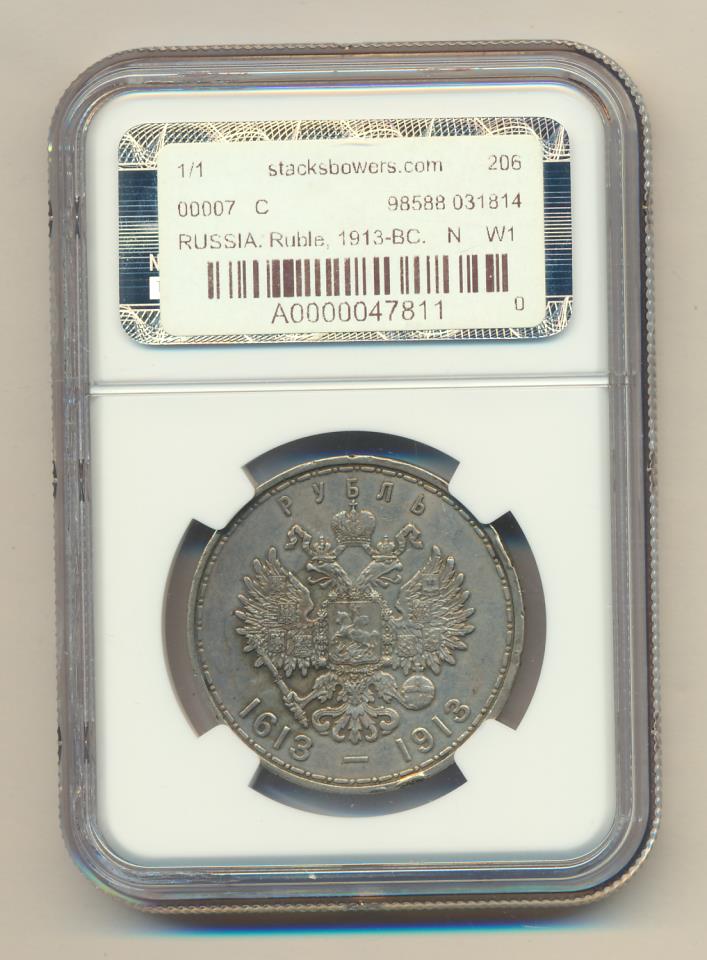 1/1 stacksbowers.com 206
00007 C 98588 031814
RUSSIA. Ruble, 1913-BC. N W1
A0000047811 0
РУБЛЬ
1613 — 1913